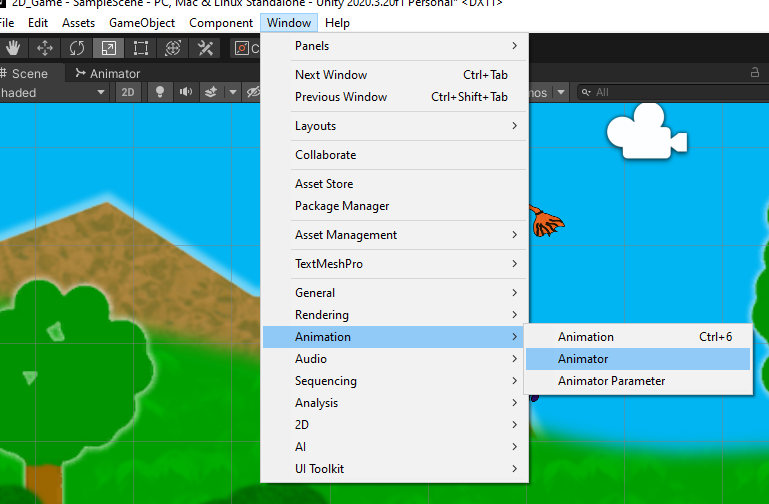 2D_Game - SampleScene - PC, Mac & Linux Standalone - Unity 2020.3.20f1 Personal* <DX11>
File Edit Assets GameObject Component Window Help
Scene Animator
haded 2D mos All
Panels
Next Window Ctrl+Tab
Previous Window Ctrl+Shift+Tab
Layouts
Collaborate
Asset Store
Package Manager
Asset Management
TextMeshPro
General
Rendering
Animation
Audio
Sequencing
Analysis
2D
AI
UI Toolkit
Animation Ctrl+6
Animator
Animator Parameter